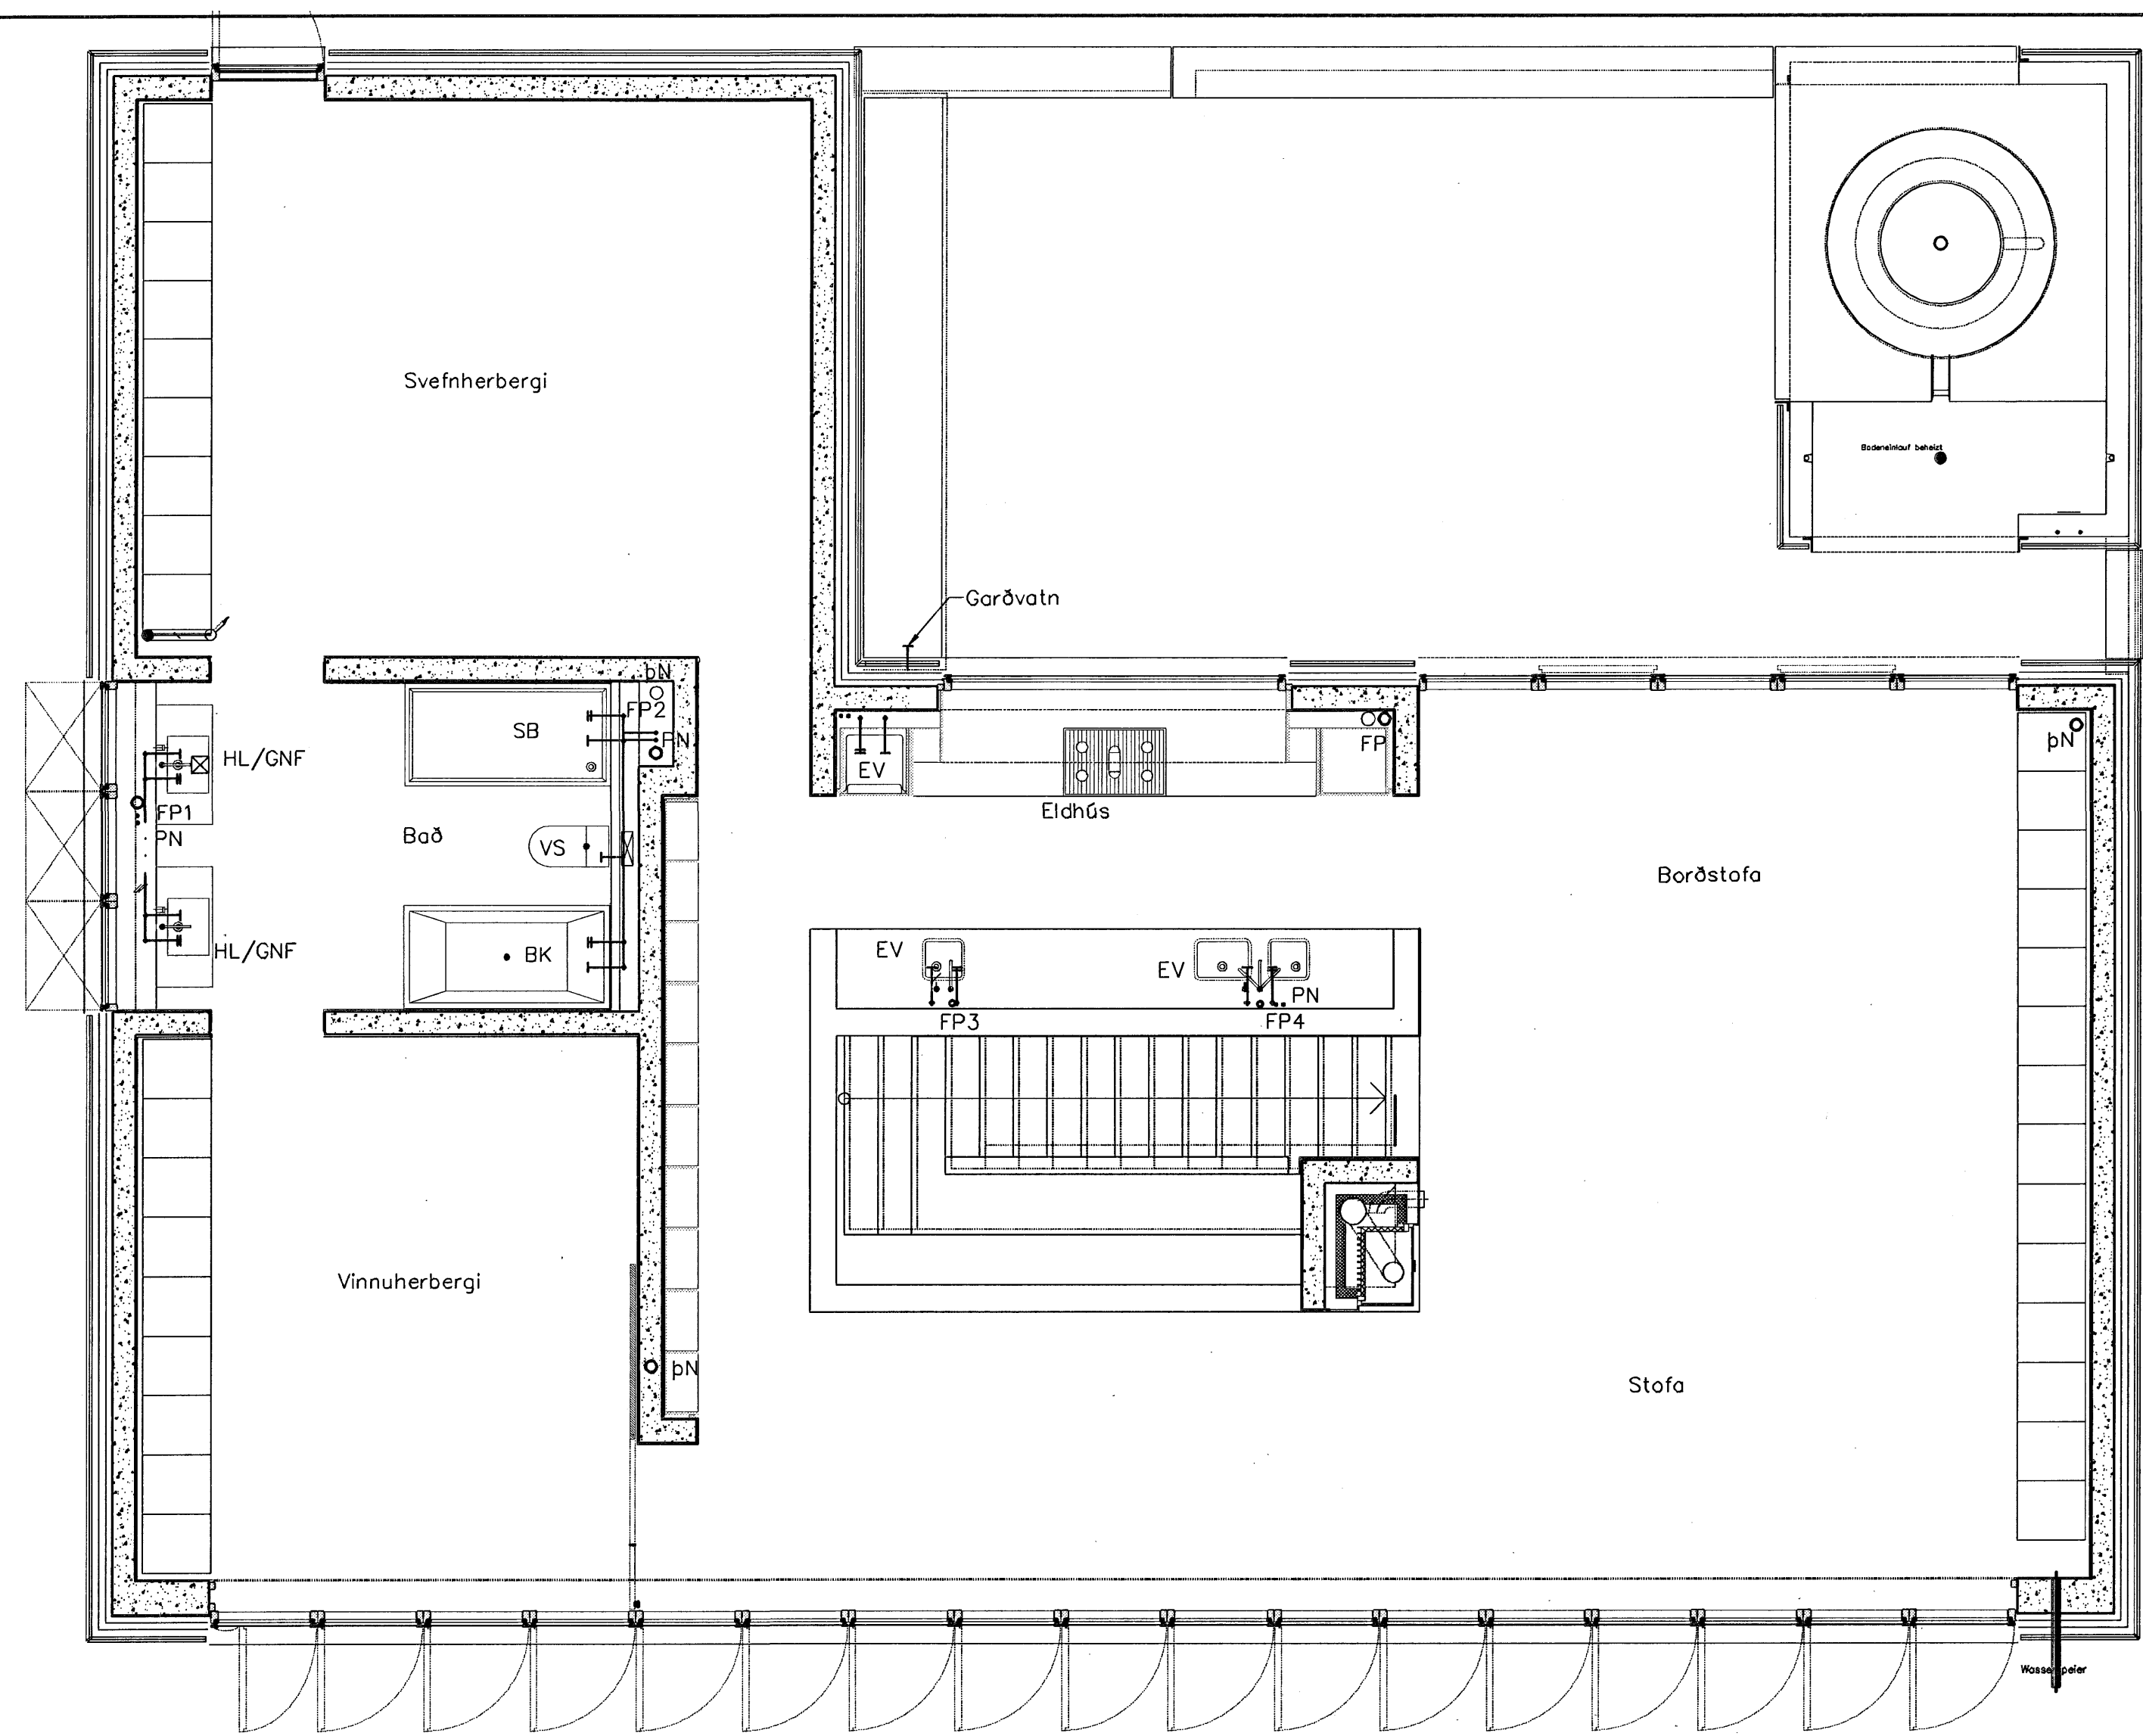 Svefnherbergi
Bodeneinlauf beheizt
Garðvatn
þN
FP2
SB
PN
HL/GNF
EV
FP
þN
Eldhús
FP1
PN
Bað
VS
Borðstofa
HL/GNF
BK
EV
EV
PN
FP3
FP4
Vinnuherbergi
þN
Stofa
Wasserspeier